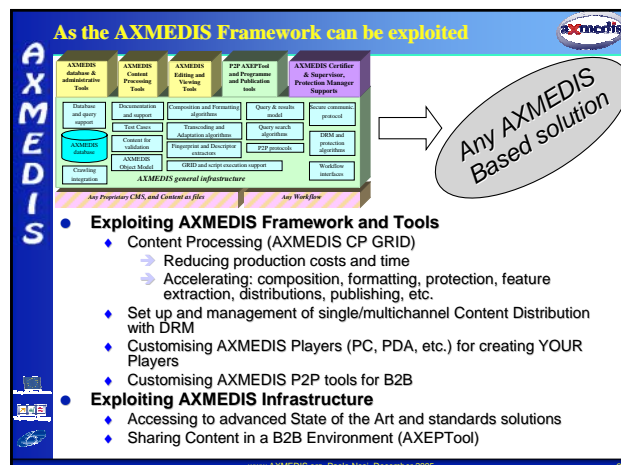 As the AXMEDIS Framework can be exploited
axmedis
AXMEDIS
AXMEDIS
database &
administrative
Tools
AXMEDIS
Content
Processing
Tools
AXMEDIS
Editing and
Viewing
Tools
P2P AXEPTool
and Programme
and Publication
tools
AXMEDIS Certifier
& Supervisor,
Protection Manager
Supports
Database
and query
support
AXMEDIS
database
Crawling
integration
Documentation
and support
Test Cases
Content for
validation
AXMEDIS
Object Model
Composition and Formatting
algorithms
Transcoding and
Adaptation algorithms
Fingerprint and Descriptor
extractors
GRID and script execution support
Query & results
model
Query search
algorithms
P2P protocols
Secure communic.
protocol
DRM and
protection
algorithms
Workflow
interfaces
AXMEDIS general infrastructure
Any Proprietary CMS, and Content as files
Any Workflow
Any AXMEDIS
Based solution
Exploiting AXMEDIS Framework and Tools
Content Processing (AXMEDIS CP GRID)
Reducing production costs and time
Accelerating: composition, formatting, protection, feature
extraction, distributions, publishing, etc.
Set up and management of single/multichannel Content Distribution
with DRM
Customising AXMEDIS Players (PC, PDA, etc.) for creating YOUR
Players
Customising AXMEDIS P2P tools for B2B
Exploiting AXMEDIS Infrastructure
Accessing to advanced State of the Art and standards solutions
Sharing Content in a B2B Environment (AXEPTool)